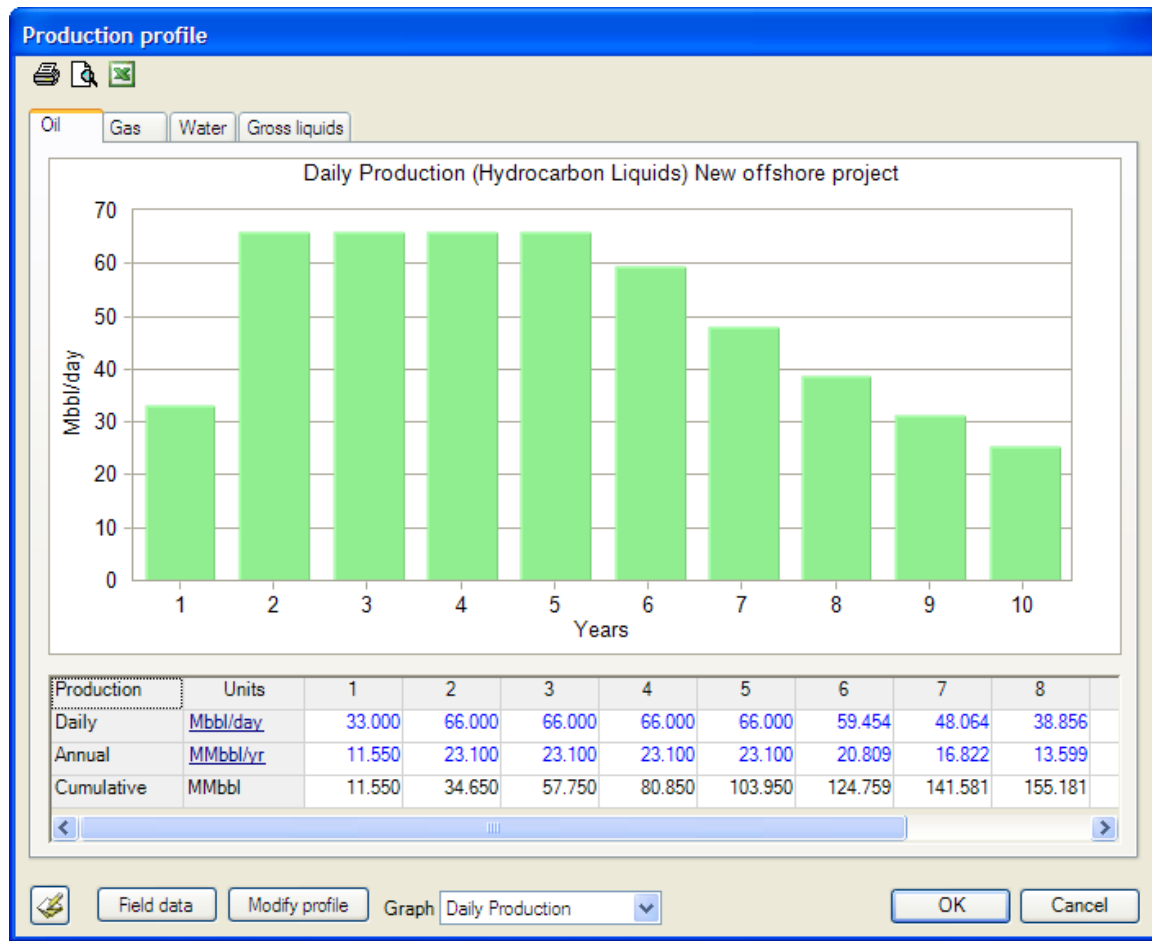 Production profile
Oil Gas Water Gross liquids
Daily Production (Hydrocarbon Liquids) New offshore project
70
60
50
40
30
20
10
0
Mbbl/day
1 2 3 4 5 6 7 8 9 10
Years
Production Units 1 2 3 4 5 6 7 8
Daily Mbbl/day 33.000 66.000 66.000 66.000 66.000 59.454 48.064 38.856
Annual MMbbl/yr 11.550 23.100 23.100 23.100 23.100 20.809 16.822 13.599
Cumulative MMbbl 11.550 34.650 57.750 80.850 103.950 124.759 141.581 155.181
Field data Modify profile Graph Daily Production OK Cancel